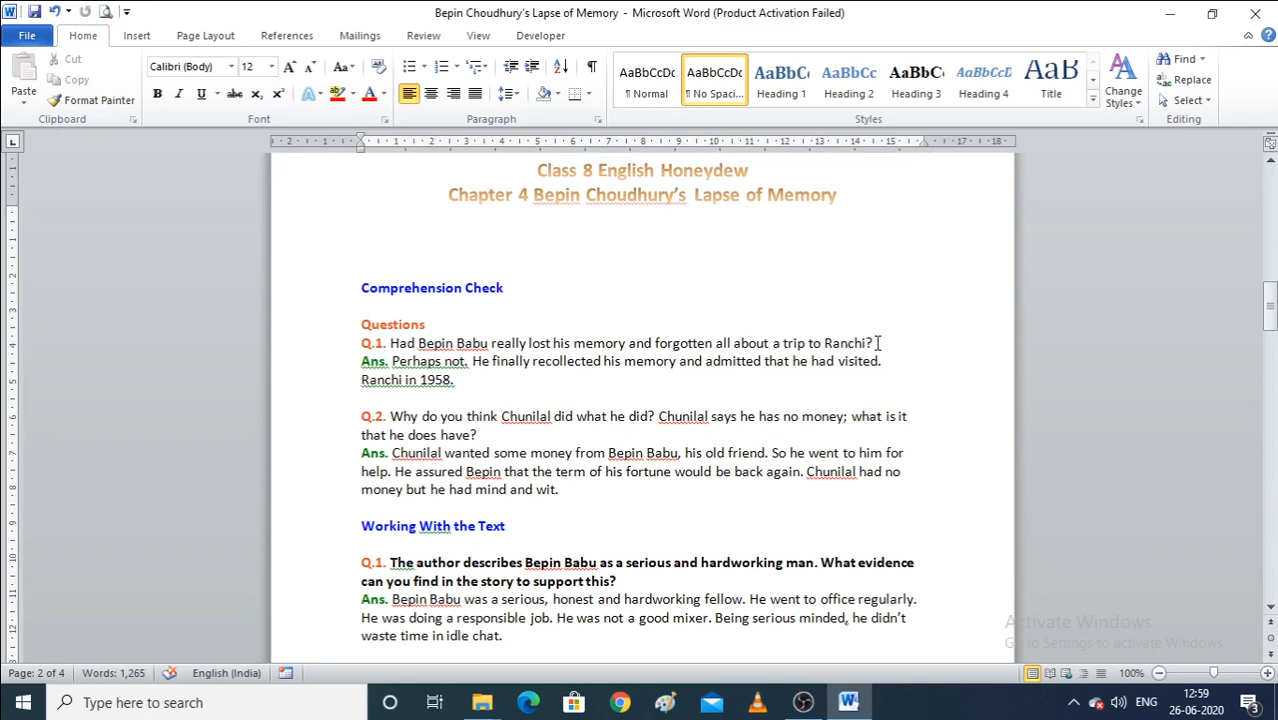 Bepin Choudhury's Lapse of Memory - Microsoft Word (Product Activation Failed)
File Home Insert Page Layout References Mailings Review View Developer
Paste
Cut
Copy
Format Painter
Clipboard
Calibri (Body) 12
Font
Paragraph
AaBbCcDc Normal
AaBbCcDc No Spaci...
AaBbC Heading 1
AaBbCc Heading 2
AaBbCc Heading 3
AaBbCcDc Heading 4
AaB Title
Change Styles
Styles
Find
Replace
Select
Editing
Class 8 English Honeydew
Chapter 4 Bepin Choudhury's Lapse of Memory
Comprehension Check
Questions
Q.1. Had Bepin Babu really lost his memory and forgotten all about a trip to Ranchi?
Ans. Perhaps not. He finally recollected his memory and admitted that he had visited.
Ranchi in 1958.
Q.2. Why do you think Chunilal did what he did? Chunilal says he has no money; what is it
that he does have?
Ans. Chunilal wanted some money from Bepin Babu, his old friend. So he went to him for
help. He assured Bepin that the term of his fortune would be back again. Chunilal had no
money but he had mind and wit.
Working With the Text
Q.1. The author describes Bepin Babu as a serious and hardworking man. What evidence
can you find in the story to support this?
Ans. Bepin Babu was a serious, honest and hardworking fellow. He went to office regularly.
He was doing a responsible job. He was not a good mixer. Being serious minded, he didn't
waste time in idle chat.
Activate Windows
Go to Settings to activate Windows.
Page: 2 of 4 Words: 1,265 English (India) 100%
Type here to search
ENG
12:59
26-06-2020
3